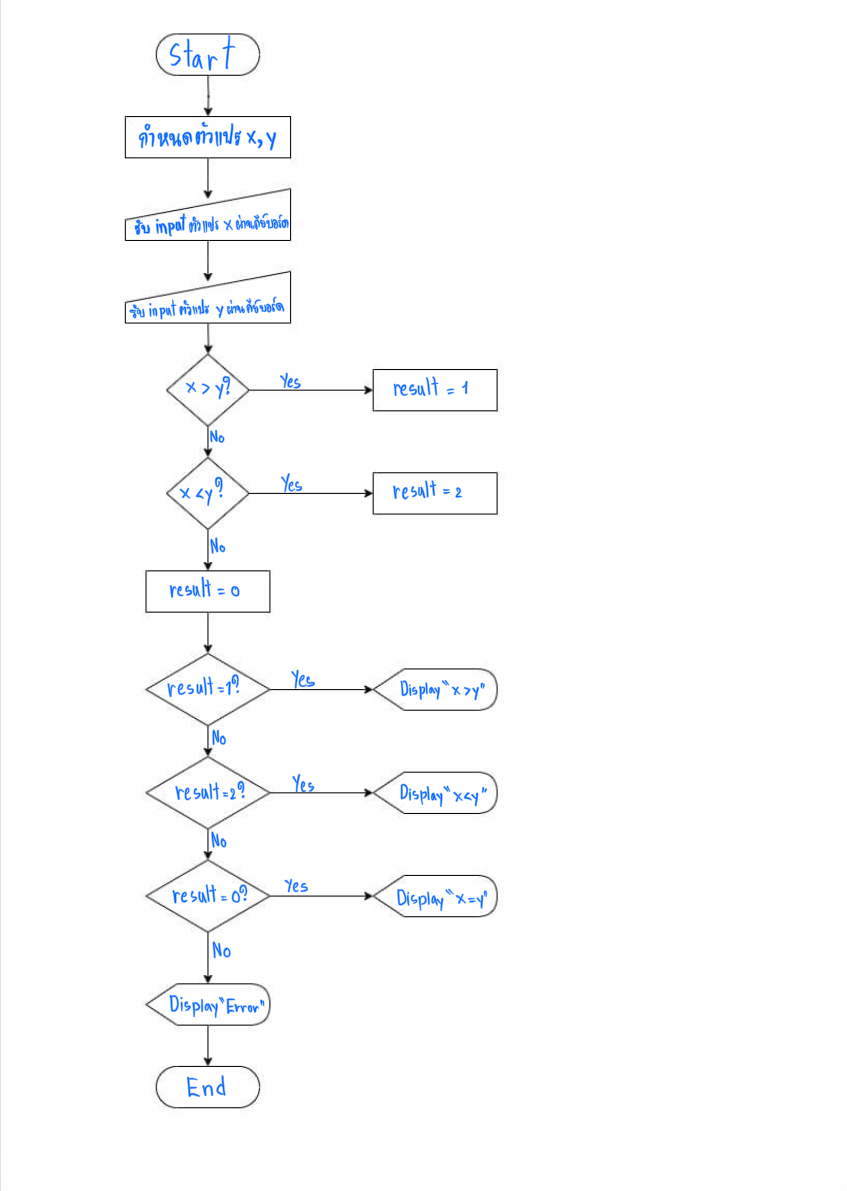 Start
กำหนดตัวแปร x, y
รับ input ตัวแปร x ผ่านคีย์บอร์ด
รับ input ตัวแปร y ผ่านคีย์บอร์ด
x > y?
Yes
result = 1
No
x < y?
Yes
result = 2
No
result = 0
result = 1?
Yes
Display "x > y"
No
result = 2?
Yes
Display "x < y"
No
result = 0?
Yes
Display "x = y"
No
Display "Error"
End